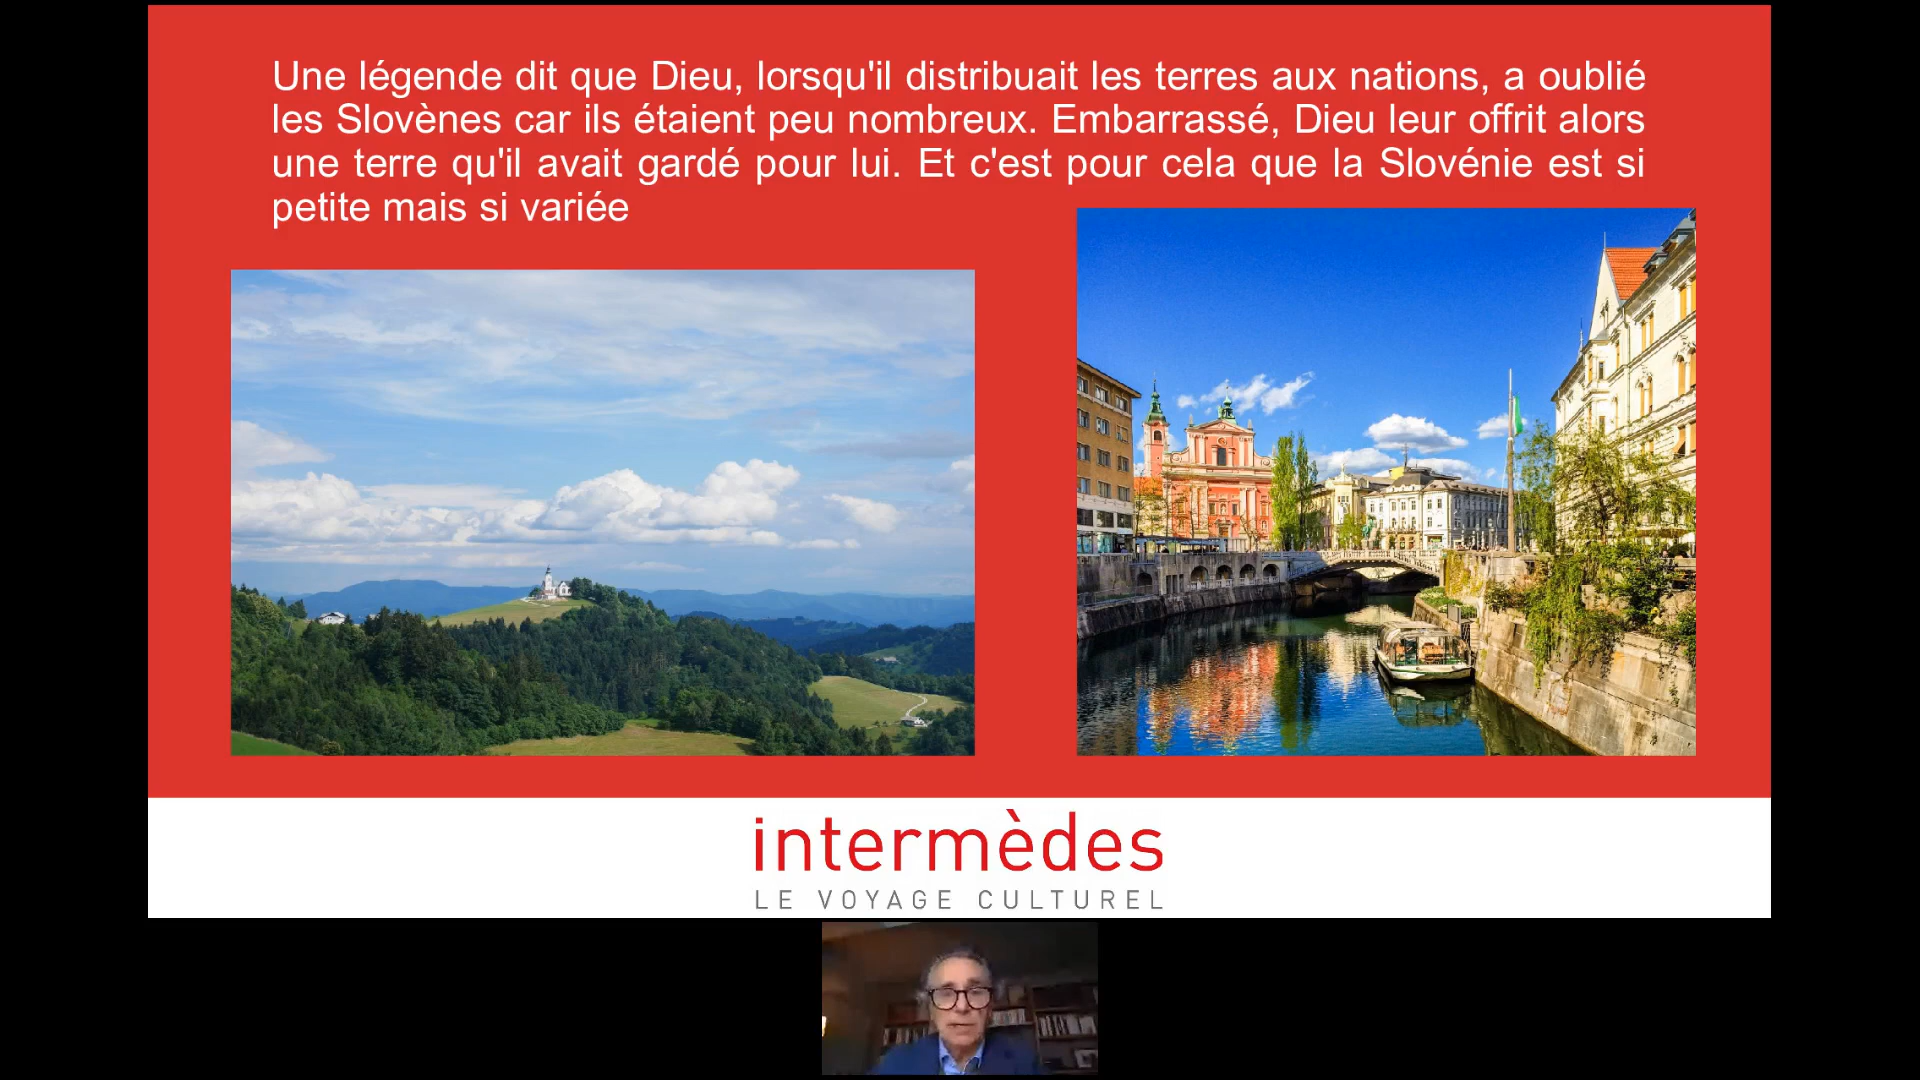 Une légende dit que Dieu, lorsqu'il distribuait les terres aux nations, a oublié
les Slovènes car ils étaient peu nombreux. Embarrassé, Dieu leur offrit alors
une terre qu'il avait gardé pour lui. Et c'est pour cela que la Slovénie est si
petite mais si variée
intermèdes
LE VOYAGE CULTUREL